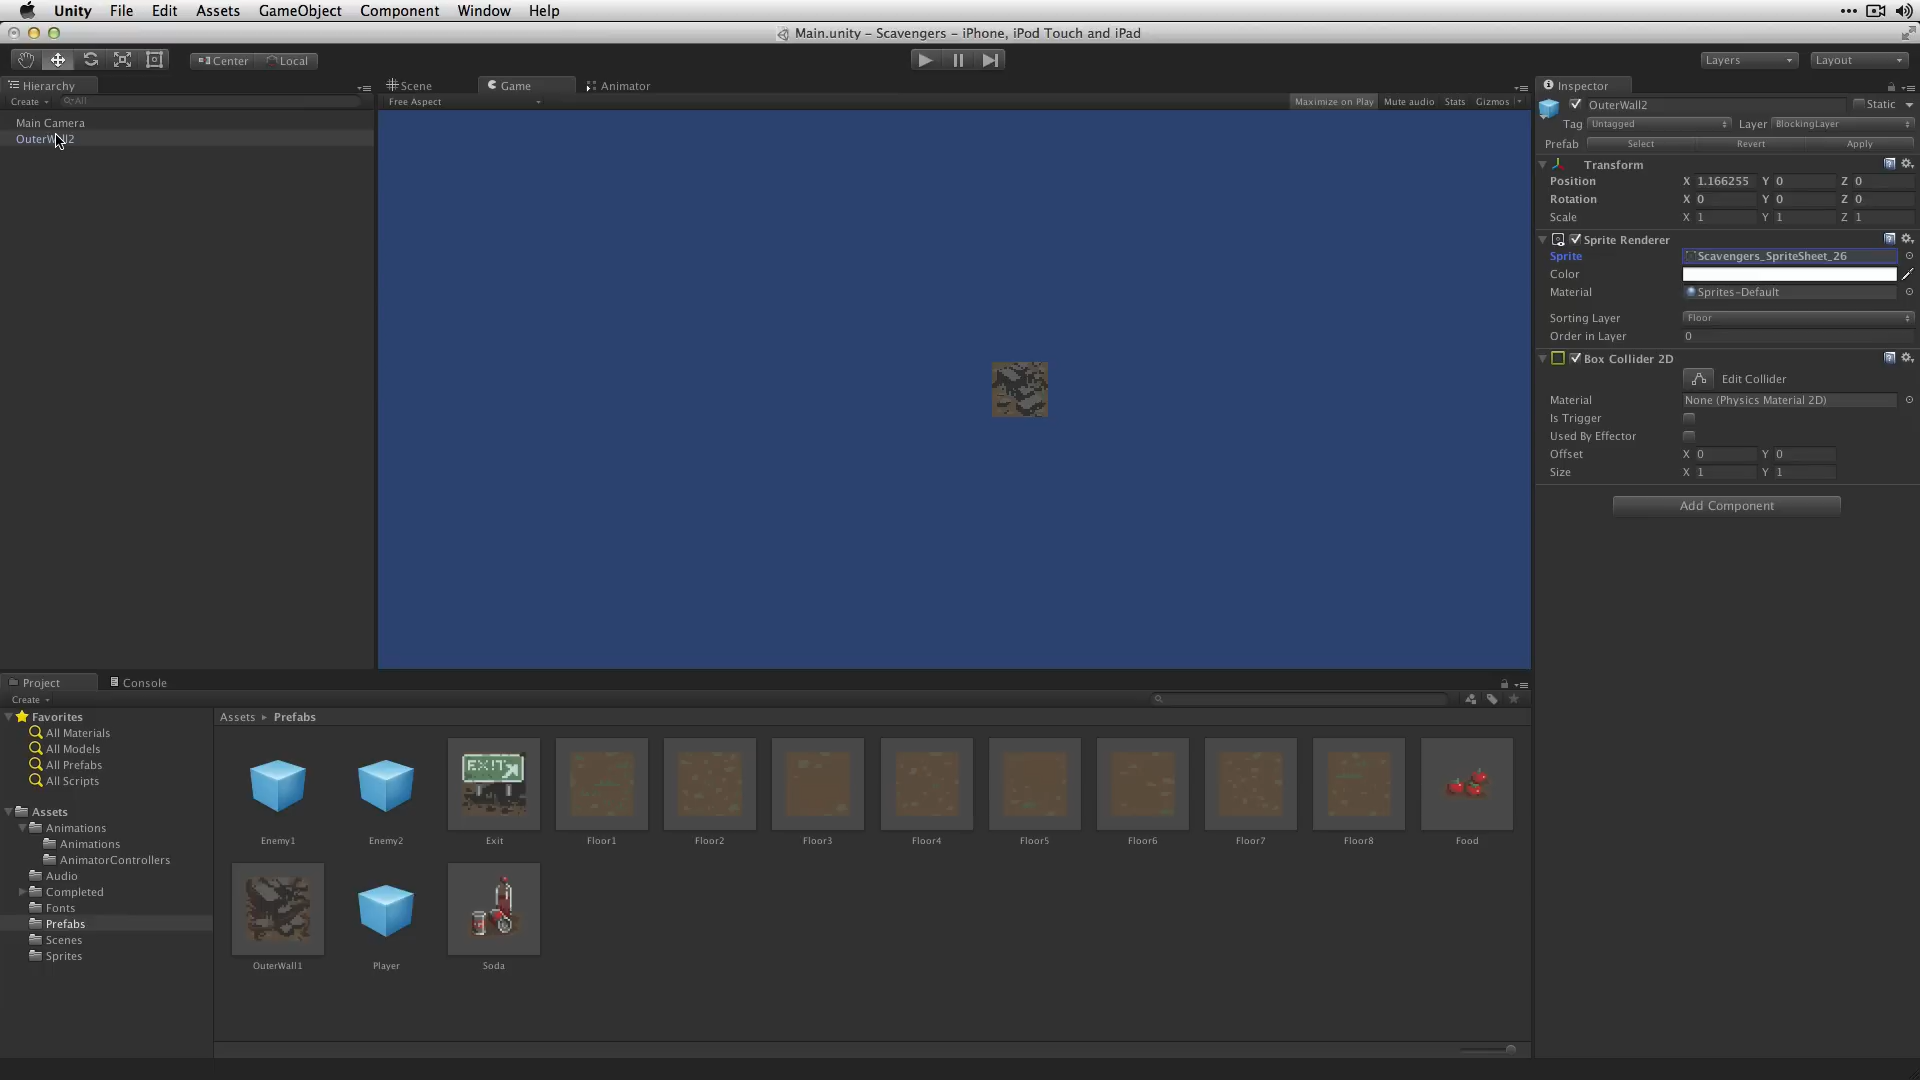 Unity File Edit Assets GameObject Component Window Help
Main.unity - Scavengers - iPhone, iPod Touch and iPad
Center Local Layers Layout
Hierarchy
Create All
Main Camera
OuterWall2
Scene Game Animator
Free Aspect Maximize on Play Mute audio Stats Gizmos
Inspector
OuterWall2 Static
Tag Untagged Layer BlockingLayer
Prefab Select Revert Apply
Transform
Position X 1.166255 Y 0 Z 0
Rotation X 0 Y 0 Z 0
Scale X 1 Y 1 Z 1
Sprite Renderer
Sprite Scavengers_SpriteSheet_26
Color
Material Sprites-Default
Sorting Layer Floor
Order in Layer 0
Box Collider 2D
Edit Collider
Material None (Physics Material 2D)
Is Trigger
Used By Effector
Offset X 0 Y 0
Size X 1 Y 1
Add Component
Project Console
Create
Favorites
All Materials
All Models
All Prefabs
All Scripts
Assets
Animations
Animations
AnimatorControllers
Audio
Completed
Fonts
Prefabs
Scenes
Sprites
Assets Prefabs
EXIT
Enemy1 Enemy2 Exit Floor1 Floor2 Floor3 Floor4 Floor5 Floor6 Floor7 Floor8 Food
OuterWall1 Player Soda